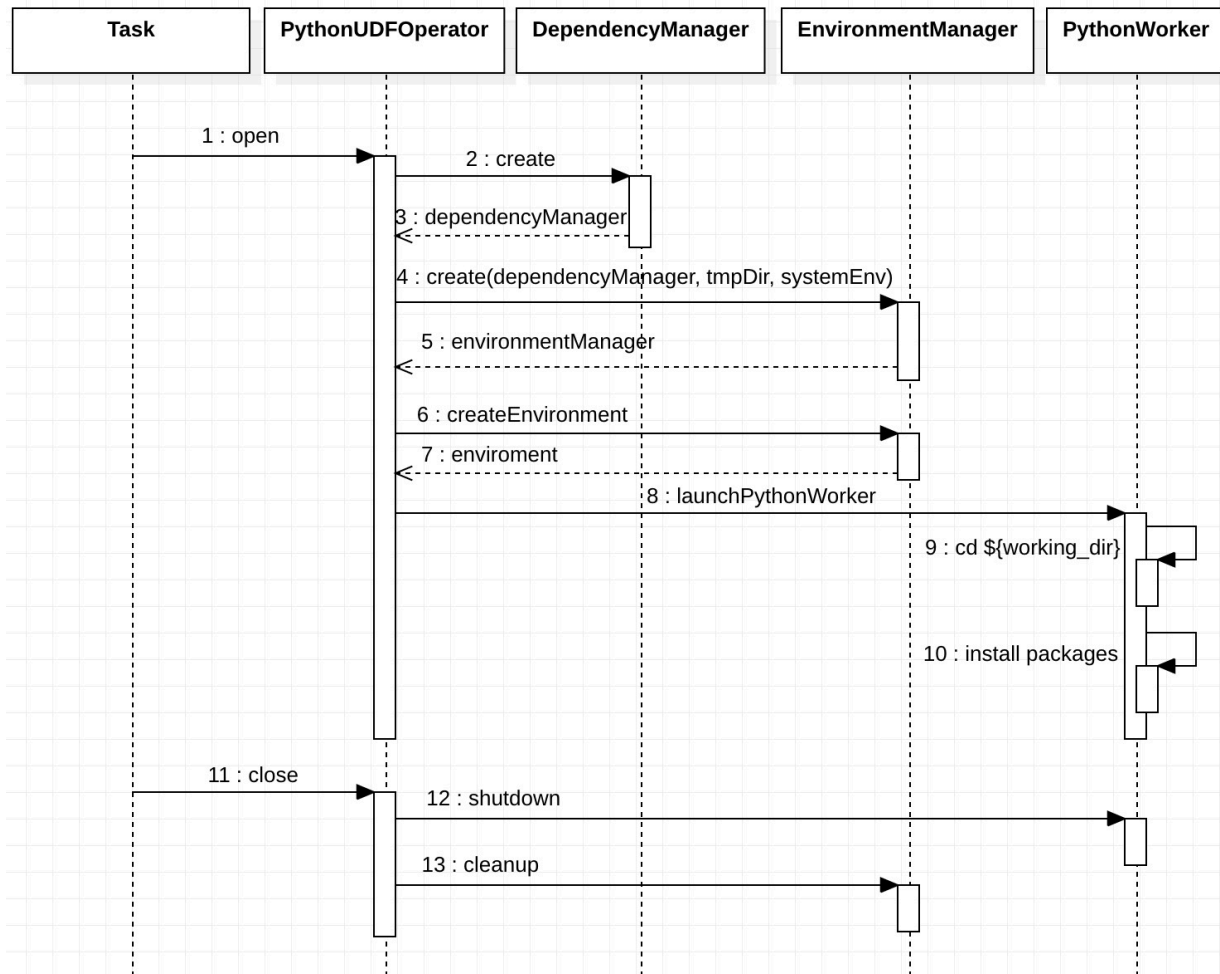 Task
PythonUDFOperator
DependencyManager
EnvironmentManager
PythonWorker
1 : open
2 : create
3 : dependencyManager
4 : create(dependencyManager, tmpDir, systemEnv)
5 : environmentManager
6 : createEnvironment
7 : enviroment
8 : launchPythonWorker
9 : cd ${working_dir}
10 : install packages
11 : close
12 : shutdown
13 : cleanup